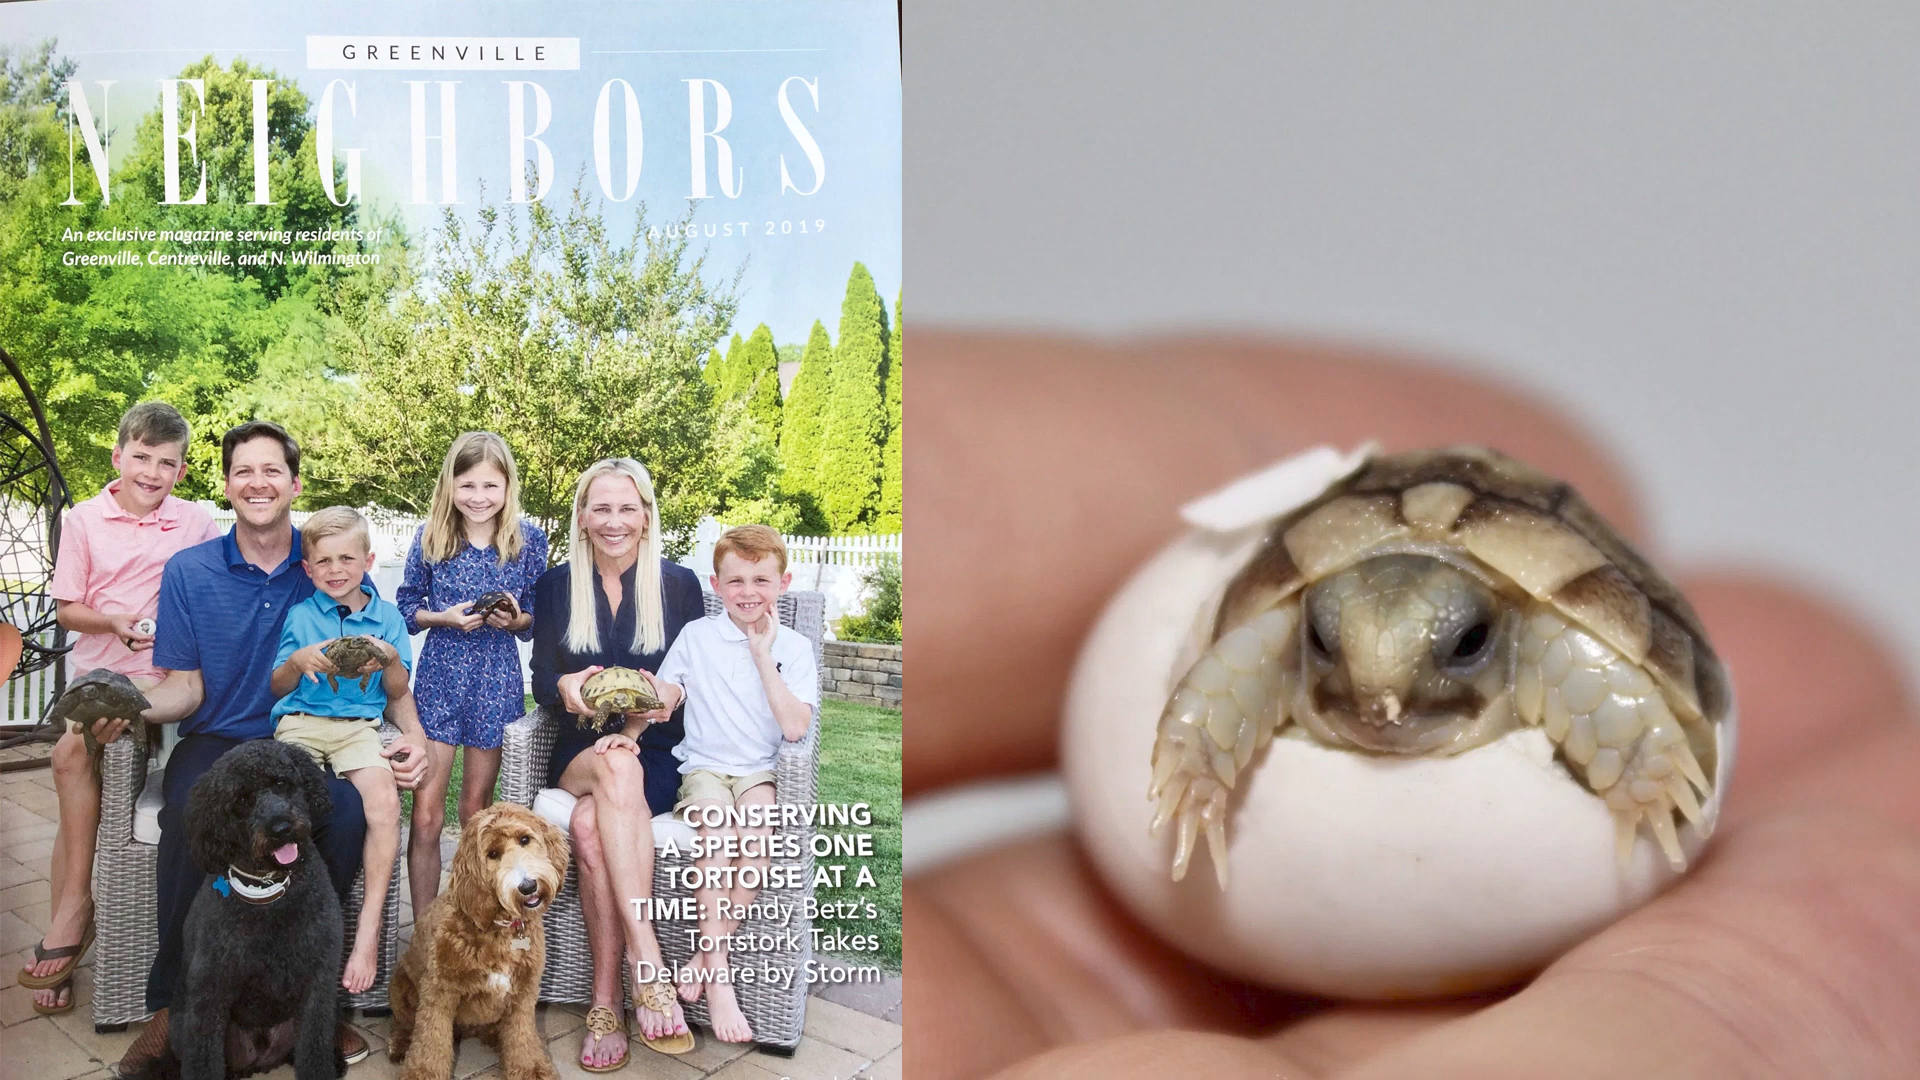 GREENVILLE
NEIGHBORS
An exclusive magazine serving residents of
Greenville, Centreville, and N. Wilmington
AUGUST 2019
CONSERVING
A SPECIES ONE
TORTOISE AT A
TIME: Randy Betz's
Tortstork Takes
Delaware by Storm